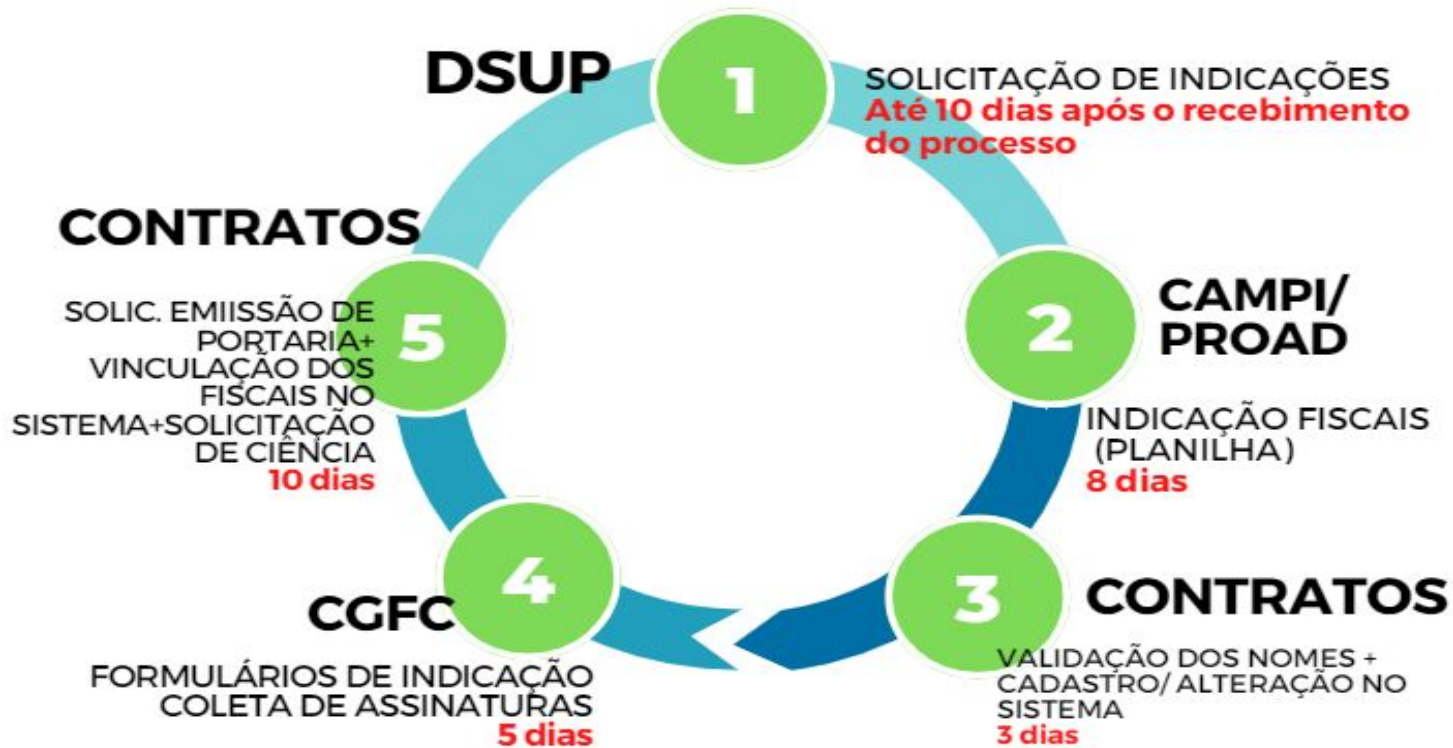 DSUP
1
SOLICITAÇÃO DE INDICAÇÕES
Até 10 dias após o recebimento
do processo
2
CAMPI/
PROAD
INDICAÇÃO FISCAIS
(PLANILHA)
8 dias
3
CONTRATOS
VALIDAÇÃO DOS NOMES +
CADASTRO/ ALTERAÇÃO NO
SISTEMA
3 dias
4
CGFC
FORMULÁRIOS DE INDICAÇÃO
COLETA DE ASSINATURAS
5 dias
CONTRATOS
5
SOLIC. EMIISSÃO DE
PORTARIA+
VINCULAÇÃO DOS
FISCAIS NO
SISTEMA+SOLICITAÇÃO
DE CIÊNCIA
10 dias